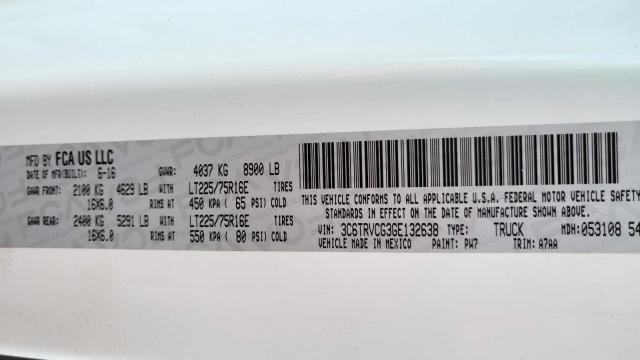 MFD BY FCA US LLC
DATE OF MFR(BUILT): 6-16 GVWR: 4037 KG 8900 LB
GAWR FRONT: 2100 KG 4629 LB WITH LT225/75R16E TIRES
16X6.0 RIMS AT 450 KPA ( 65 PSI) COLD
GAWR REAR: 2400 KG 5291 LB WITH LT225/75R16E TIRES
16X6.0 RIMS AT 550 KPA ( 80 PSI) COLD
THIS VEHICLE CONFORMS TO ALL APPLICABLE U.S.A. FEDERAL MOTOR VEHICLE SAFETY
STANDARDS IN EFFECT ON THE DATE OF MANUFACTURE SHOWN ABOVE.
VIN: 3C6TRVCG3GE132638 TYPE: TRUCK MDH: 053108 54
VEHICLE MADE IN MEXICO PAINT: PW7 TRIM: A7AA